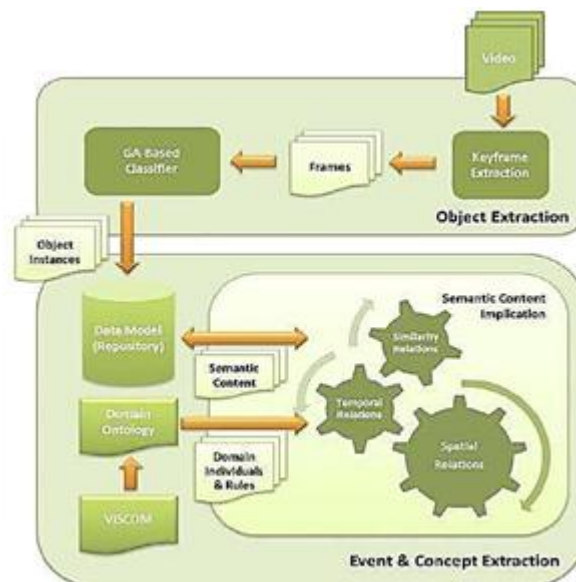 Video
GA-Based
Classifier
Frames
Keyframe
Extraction
Object Extraction
Object
Instances
Data Model
(Repository)
Semantic Content
Implication
Similarity
Relations
Semantic
Content
Temporal
Relations
Domain
Ontology
Domain
Individuals
& Rules
Spatial
Relations
VISCOM
Event & Concept Extraction